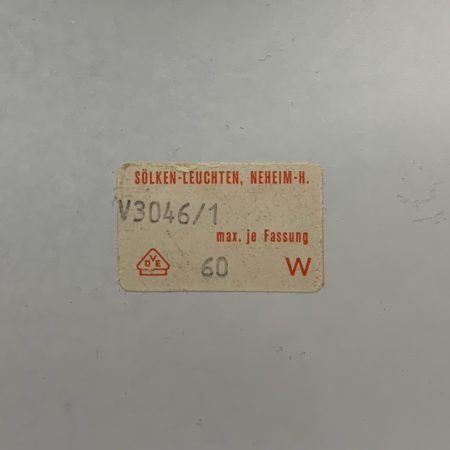 SÖLKEN-LEUCHTEN, NEHEIM-H.
V3046/1
max. je Fassung
VDE 60 W